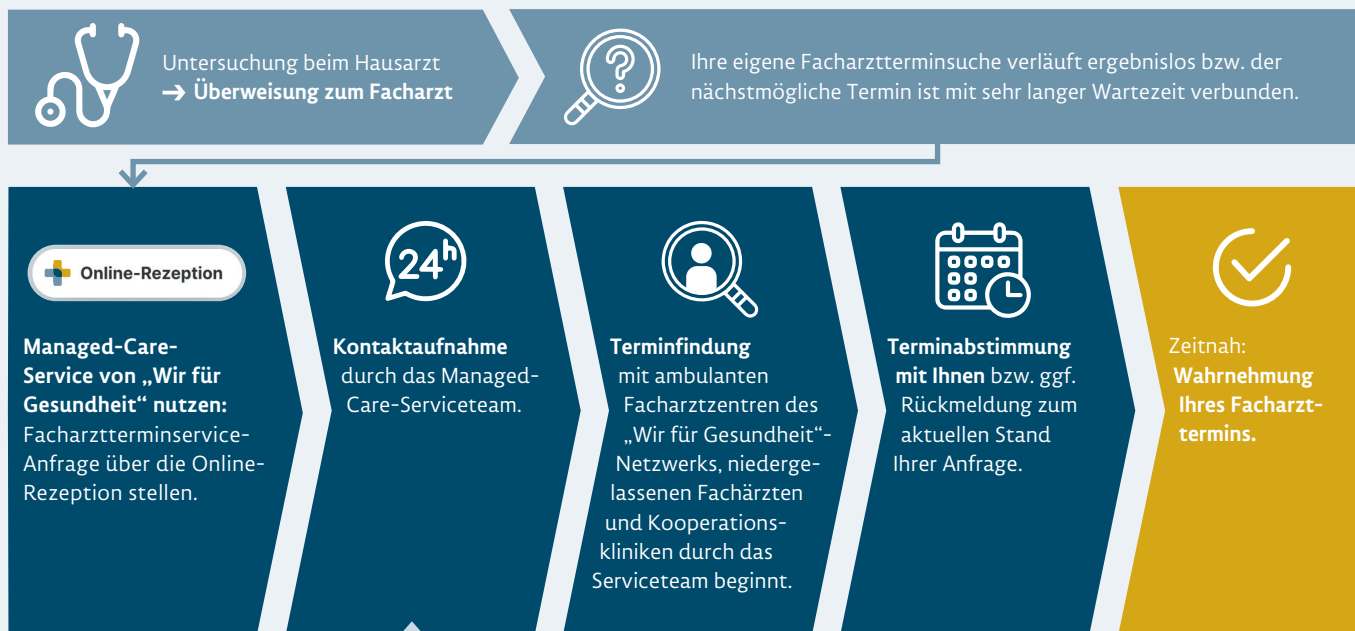 Untersuchung beim Hausarzt
→ Überweisung zum Facharzt
Ihre eigene Facharztterminsuche verläuft ergebnislos bzw. der
nächstmögliche Termin ist mit sehr langer Wartezeit verbunden.
Online-Rezeption
Managed-Care-
Service von „Wir für
Gesundheit“ nutzen:
Facharztterminservice-
Anfrage über die Online-
Rezeption stellen.
24h
Kontaktaufnahme
durch das Managed-
Care-Serviceteam.
Terminfindung
mit ambulanten
Facharztzentren des
„Wir für Gesundheit“-
Netzwerks, niederge-
lassenen Fachärzten
und Kooperations-
kliniken durch das
Serviceteam beginnt.
Terminabstimmung
mit Ihnen bzw. ggf.
Rückmeldung zum
aktuellen Stand
Ihrer Anfrage.
Zeitnah:
Wahrnehmung
Ihres Facharzt-
termins.